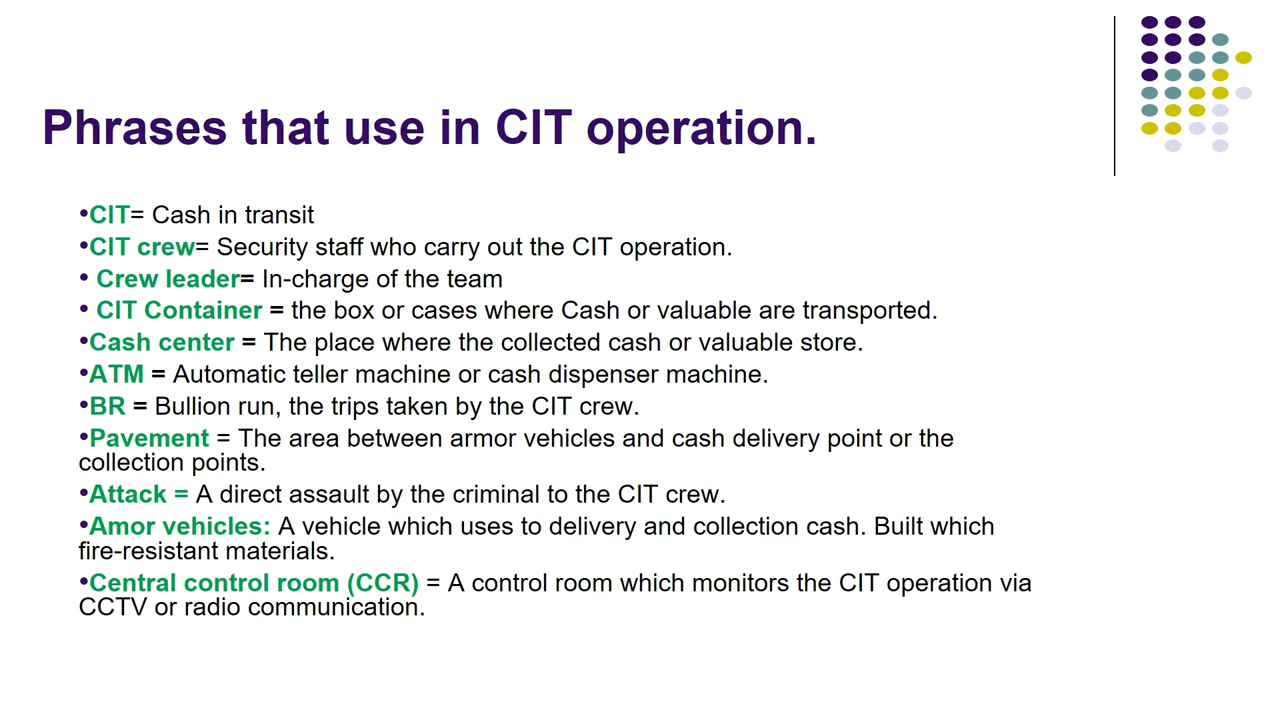 Phrases that use in CIT operation.
•CIT= Cash in transit
•CIT crew= Security staff who carry out the CIT operation.
• Crew leader= In-charge of the team
• CIT Container = the box or cases where Cash or valuable are transported.
•Cash center = The place where the collected cash or valuable store.
•ATM = Automatic teller machine or cash dispenser machine.
•BR = Bullion run, the trips taken by the CIT crew.
•Pavement = The area between armor vehicles and cash delivery point or the
collection points.
•Attack = A direct assault by the criminal to the CIT crew.
•Amor vehicles: A vehicle which uses to delivery and collection cash. Built which
fire-resistant materials.
•Central control room (CCR) = A control room which monitors the CIT operation via
CCTV or radio communication.